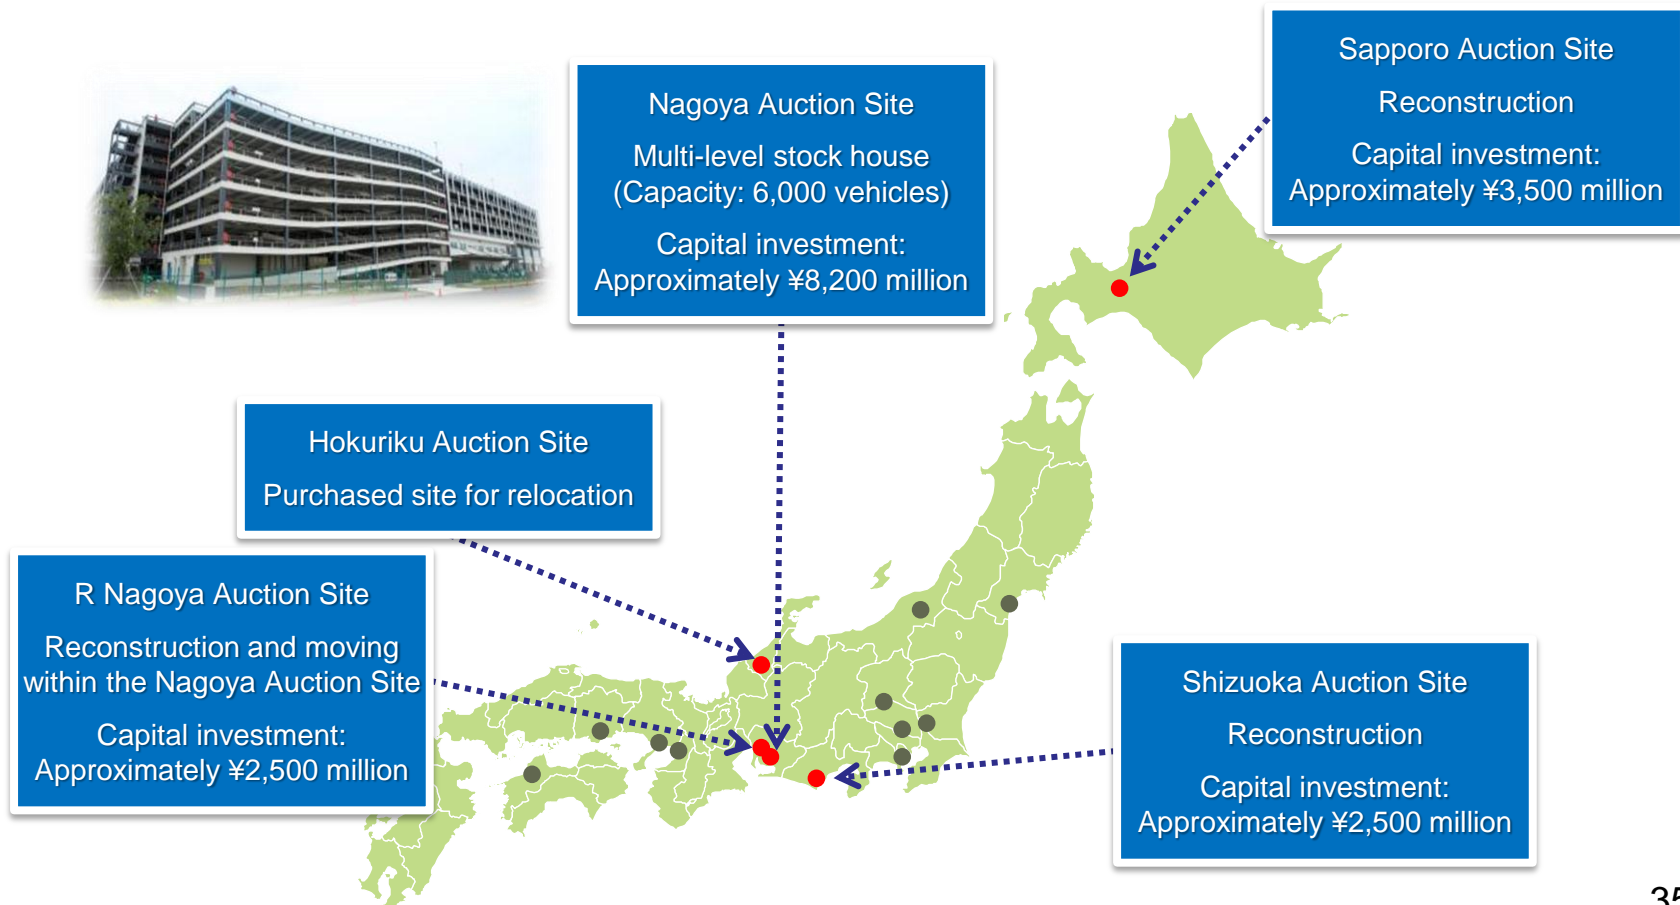 Sapporo Auction Site
Reconstruction
Capital investment:
Approximately ¥3,500 million
Nagoya Auction Site
Multi-level stock house
(Capacity: 6,000 vehicles)
Capital investment:
Approximately ¥8,200 million
Hokuriku Auction Site
Purchased site for relocation
R Nagoya Auction Site
Reconstruction and moving
within the Nagoya Auction Site
Capital investment:
Approximately ¥2,500 million
Shizuoka Auction Site
Reconstruction
Capital investment:
Approximately ¥2,500 million
35